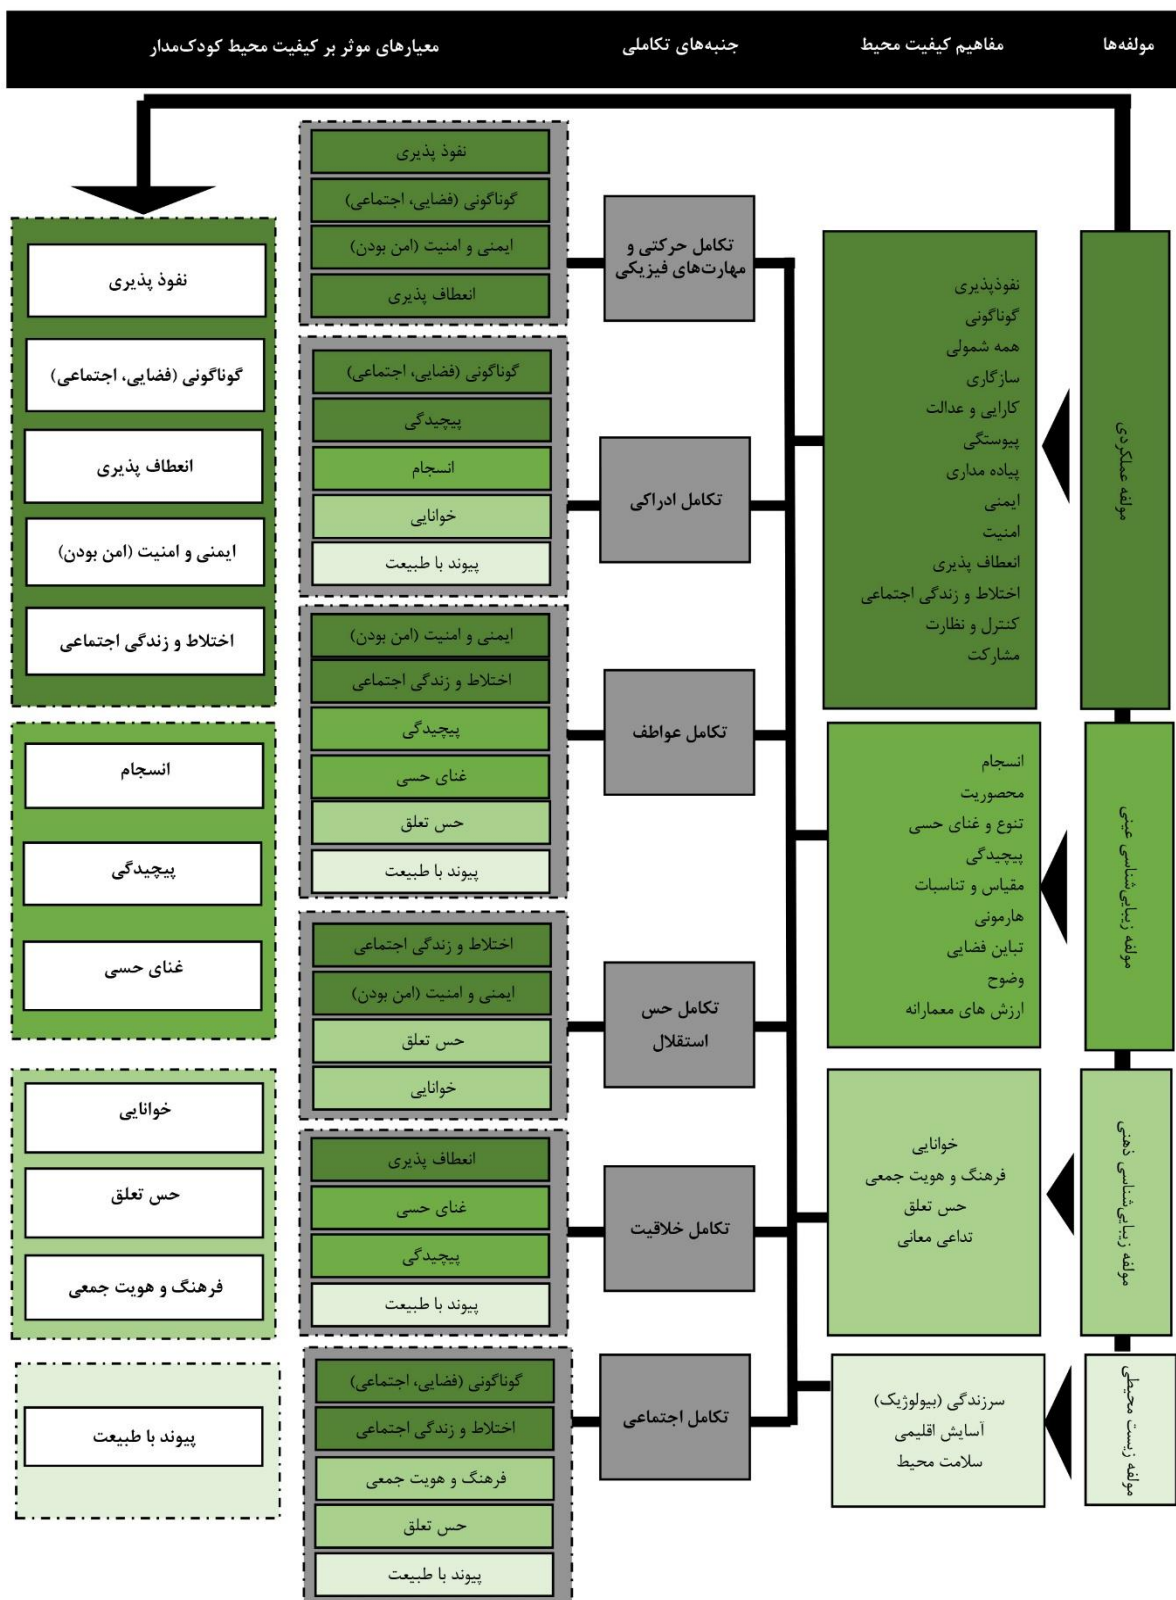 مولفه‌ها
مفاهیم کیفیت محیط
جنبه‌های تکاملی
معیارهای موثر بر کیفیت محیط کودک‌مدار
مولفه عملکردی
نفوذپذیری
گوناگونی
همه شمولی
سازگاری
کارایی و عدالت
پیوستگی
پیاده مداری
ایمنی
امنیت
انعطاف پذیری
اختلاط و زندگی اجتماعی
کنترل و نظارت
مشارکت
مولفه زیبایی‌شناسی عینی
انسجام
محصوریت
تنوع و غنای حسی
پیچیدگی
مقیاس و تناسبات
هارمونی
تباین فضایی
وضوح
ارزش های معمارانه
مولفه زیبایی‌شناسی ذهنی
خوانایی
فرهنگ و هویت جمعی
حس تعلق
تداعی معانی
مولفه زیست محیطی
سرزندگی (بیولوژیک)
آسایش اقلیمی
سلامت محیط
تکامل حرکتی و
مهارت‌های فیزیکی
نفوذ پذیری
گوناگونی (فضایی، اجتماعی)
ایمنی و امنیت (امن بودن)
انعطاف پذیری
تکامل ادراکی
گوناگونی (فضایی، اجتماعی)
پیچیدگی
انسجام
خوانایی
پیوند با طبیعت
تکامل عواطف
ایمنی و امنیت (امن بودن)
اختلاط و زندگی اجتماعی
پیچیدگی
غنای حسی
حس تعلق
پیوند با طبیعت
تکامل حس
استقلال
اختلاط و زندگی اجتماعی
ایمنی و امنیت (امن بودن)
حس تعلق
خوانایی
تکامل خلاقیت
انعطاف پذیری
غنای حسی
پیچیدگی
پیوند با طبیعت
تکامل اجتماعی
گوناگونی (فضایی، اجتماعی)
اختلاط و زندگی اجتماعی
فرهنگ و هویت جمعی
حس تعلق
پیوند با طبیعت
نفوذ پذیری
گوناگونی (فضایی، اجتماعی)
انعطاف پذیری
ایمنی و امنیت (امن بودن)
اختلاط و زندگی اجتماعی
انسجام
پیچیدگی
غنای حسی
خوانایی
حس تعلق
فرهنگ و هویت جمعی
پیوند با طبیعت